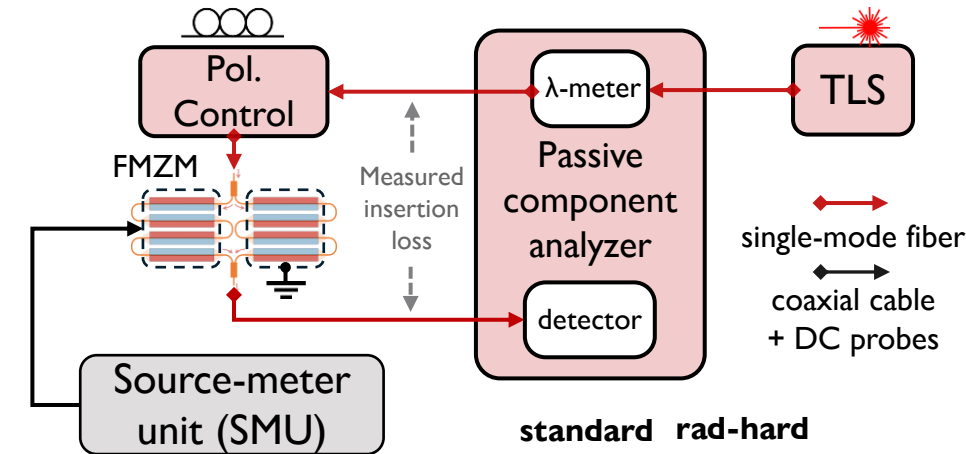 Pol.
Control
λ-meter
TLS
Passive
component
analyzer
detector
FMZM
Measured
insertion
loss
single-mode fiber
coaxial cable
+ DC probes
Source-meter
unit (SMU)
standard rad-hard